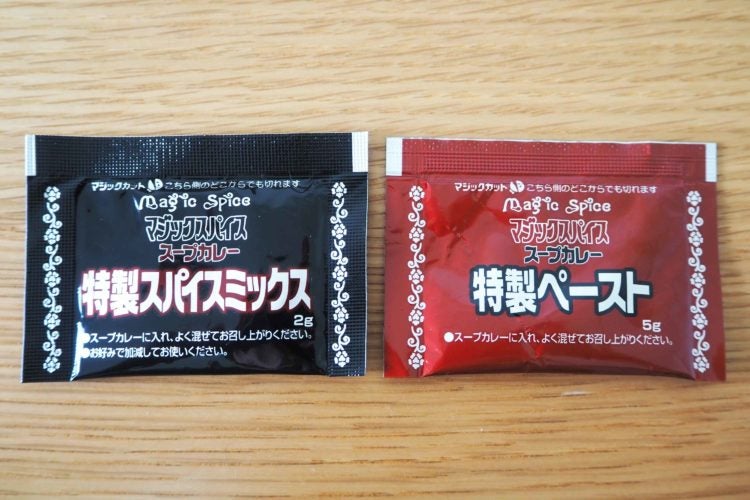 マジックカット こちら側のどこからでも切れます
Magic Spice
マジックスパイス
スープカレー
特製スパイスミックス
2g
●スープカレーに入れ、よく混ぜてお召し上がりください。
●お好みで加減してお使いください。
マジックカット こちら側のどこからでも切れます
Magic Spice
マジックスパイス
スープカレー
特製ペースト
5g
●スープカレーに入れ、よく混ぜてお召し上がりください。